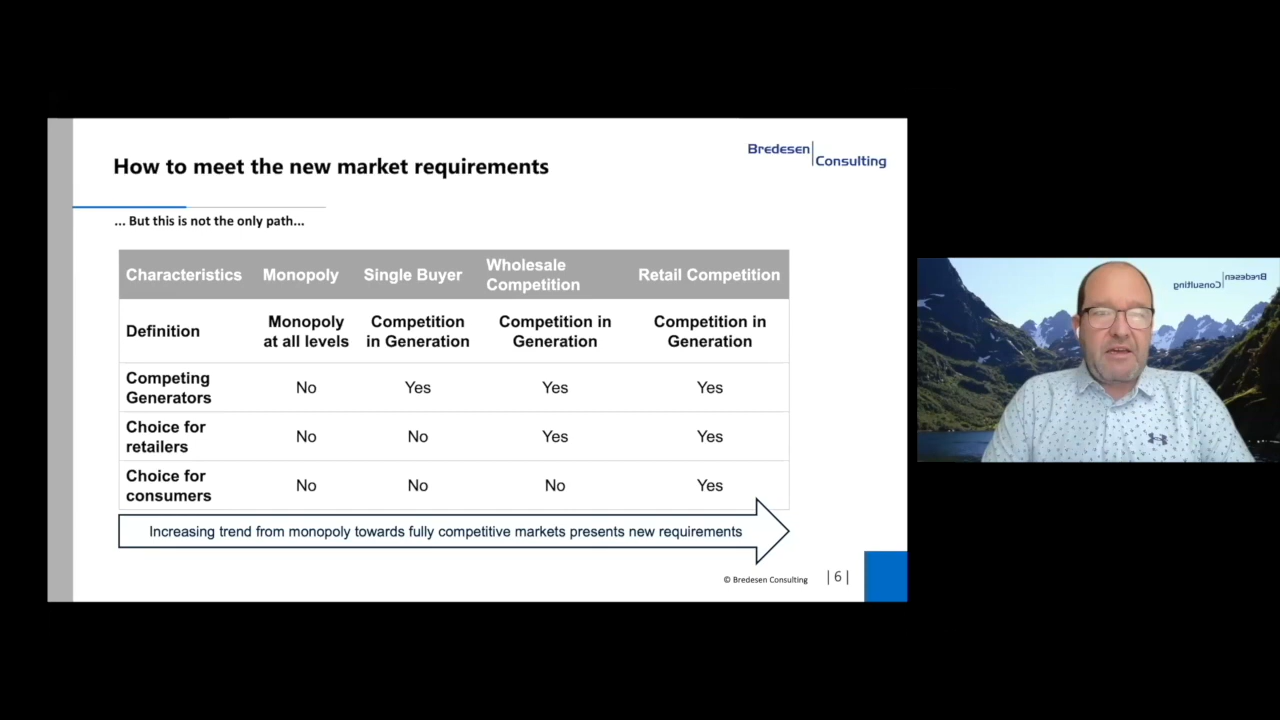 How to meet the new market requirements
Bredesen
Consulting
... But this is not the only path...
Characteristics Monopoly Single Buyer Wholesale Competition Retail Competition
Definition Monopoly at all levels Competition in Generation Competition in Generation Competition in Generation
Competing Generators No Yes Yes Yes
Choice for retailers No No Yes Yes
Choice for consumers No No No Yes
Increasing trend from monopoly towards fully competitive markets presents new requirements
© Bredesen Consulting | 6 |
Bredesen
Consulting